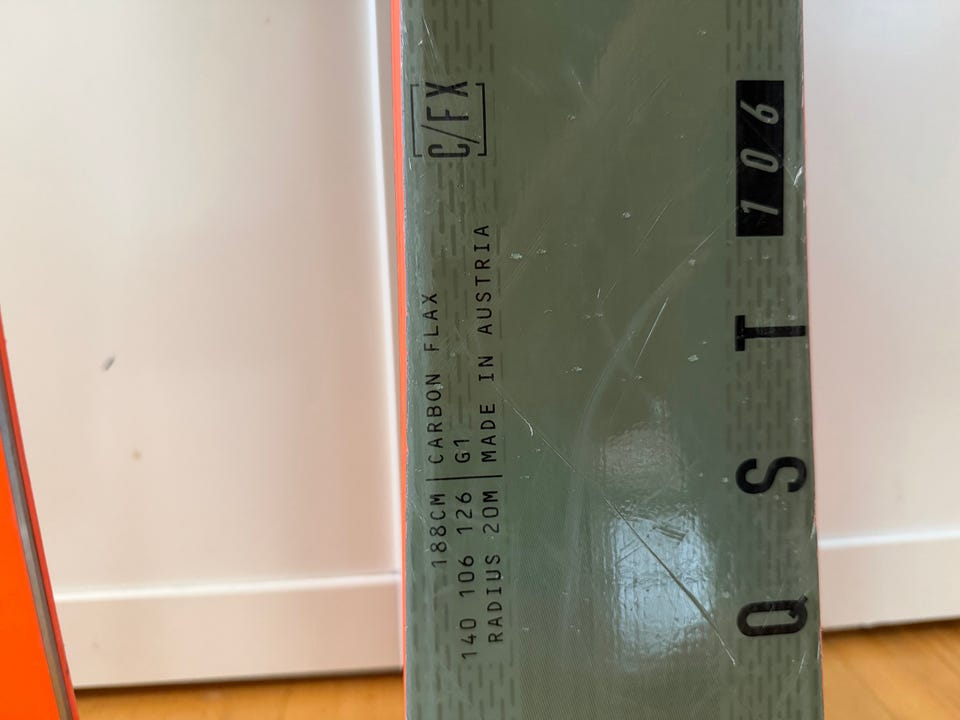 C/FX
188CM | CARBON FLAX
140 106 126 | G1
RADIUS 20M | MADE IN AUSTRIA
QST 106